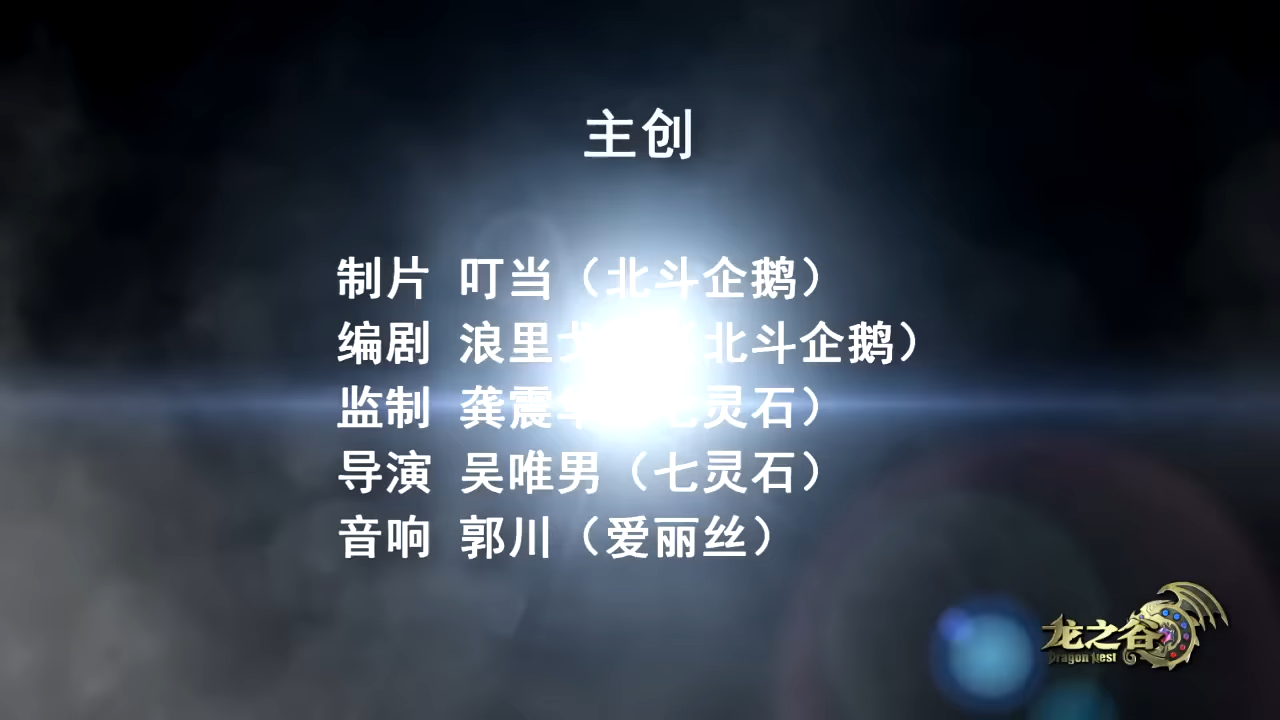 主创
制片 叮当（北斗企鹅）
编剧 浪里 北斗企鹅）
监制 龚震 灵石）
导演 吴唯男（七灵石）
音响 郭川（爱丽丝）
龙之谷
Dragon Nest